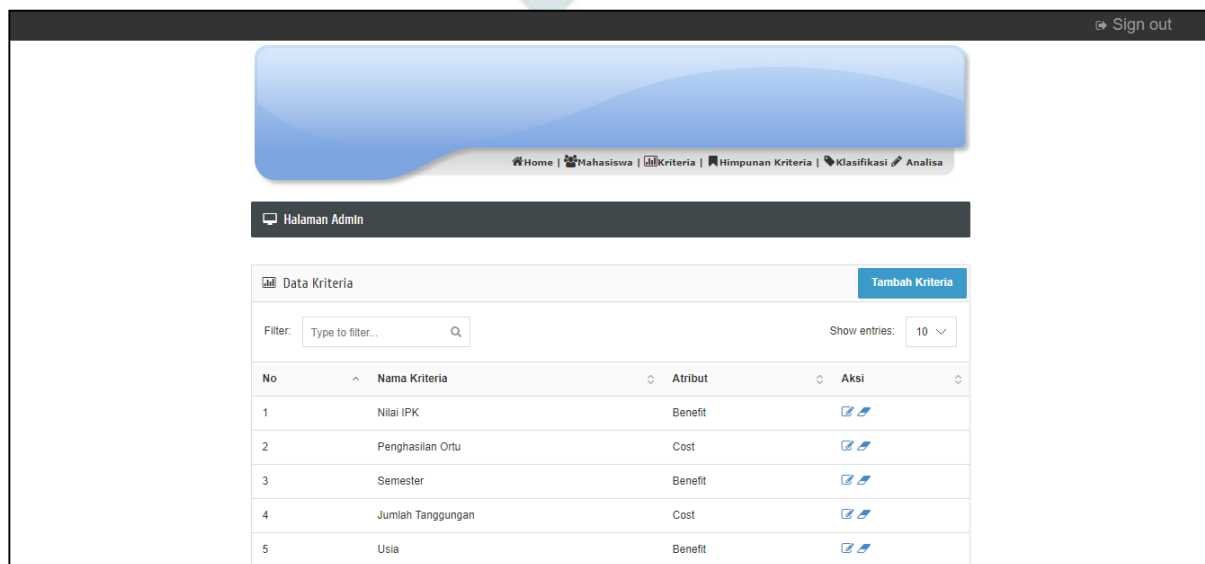 Sign out
Home | Mahasiswa | Kriteria | Himpunan Kriteria | Klasifikasi Analisa
Halaman Admin
Data Kriteria Tambah Kriteria
Filter: Type to filter... Show entries: 10
No Nama Kriteria Atribut Aksi
1 Nilai IPK Benefit
2 Penghasilan Ortu Cost
3 Semester Benefit
4 Jumlah Tanggungan Cost
5 Usia Benefit